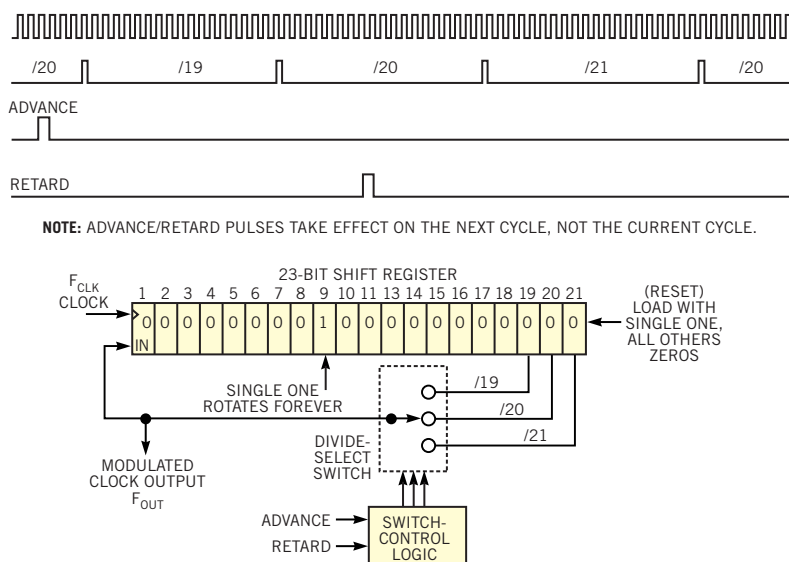 /20 /19 /20 /21 /20
ADVANCE
RETARD
NOTE: ADVANCE/RETARD PULSES TAKE EFFECT ON THE NEXT CYCLE, NOT THE CURRENT CYCLE.
23-BIT SHIFT REGISTER
F_CLK
CLOCK
1 2 3 4 5 6 7 8 9 10 11 13 14 15 16 17 18 19 20 21
0 0 0 0 0 0 0 0 1 0 0 0 0 0 0 0 0 0 0 0
IN
(RESET)
LOAD WITH
SINGLE ONE,
ALL OTHERS
ZEROS
SINGLE ONE
ROTATES FOREVER
/19
/20
/21
DIVIDE-
SELECT
SWITCH
MODULATED
CLOCK OUTPUT
F_OUT
ADVANCE
RETARD
SWITCH-
CONTROL
LOGIC